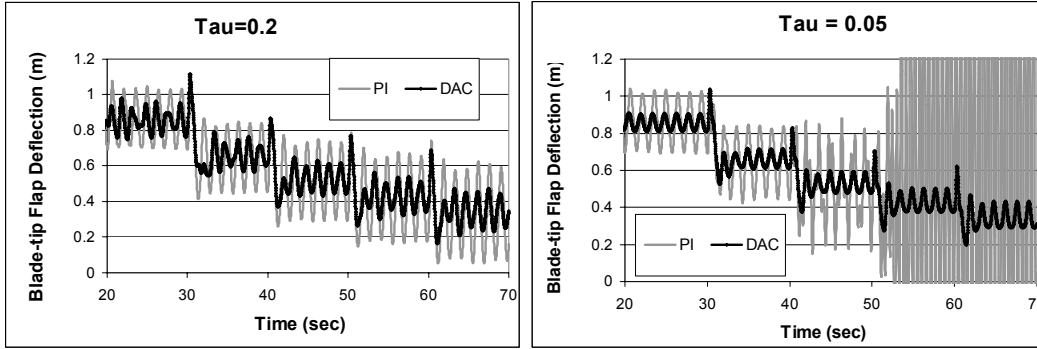 Tau=0.2
Blade-tip Flap Deflection (m)
1.2
1
0.8
0.6
0.4
0.2
0
PI DAC
20 30 40 50 60 70
Time (sec)
Tau = 0.05
Blade-tip Flap Deflection (m)
1.2
1
0.8
0.6
0.4
0.2
0
PI DAC
20 30 40 50 60 7
Time (sec)